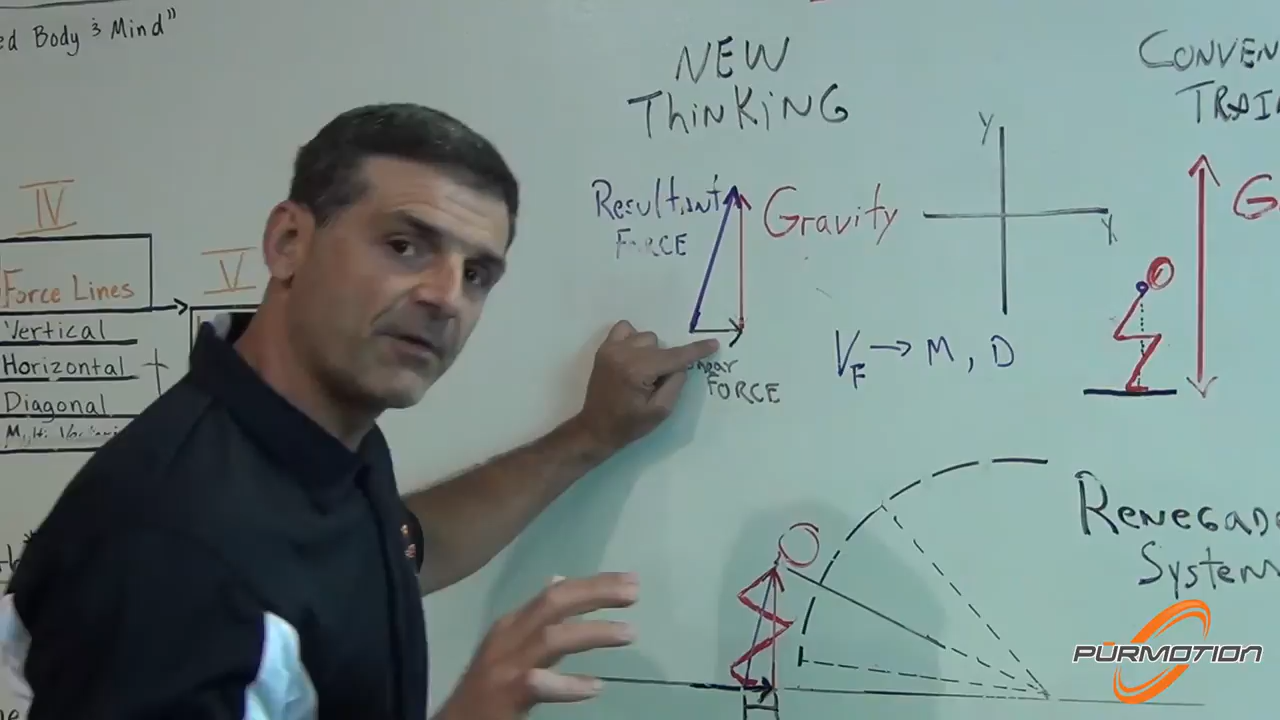 ed Body & Mind"
IV
Force Lines
Vertical
Horizontal
Diagonal
V
NEW
ThinKiNG
Resultant
FORCE
Gravity
FORCE
Y
X
VF → M, D
CONVEN
TRAI
G
RENEGADE
System
PURMOTION